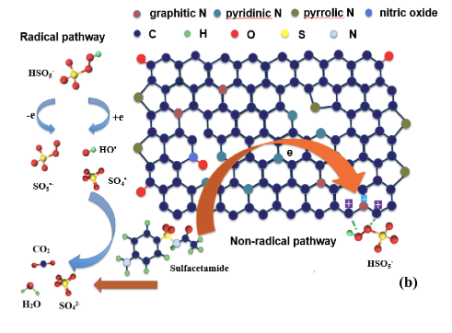 graphitic N pyridinic N pyrrolic N nitric oxide
C H O S N
Radical pathway
HSO₅⁻
-e +e
HO•
SO₅•⁻ SO₄•⁻
e
CO₂
H₂O SO₄²⁻
Sulfacetamide
Non-radical pathway
+ +
HSO₅⁻
(b)